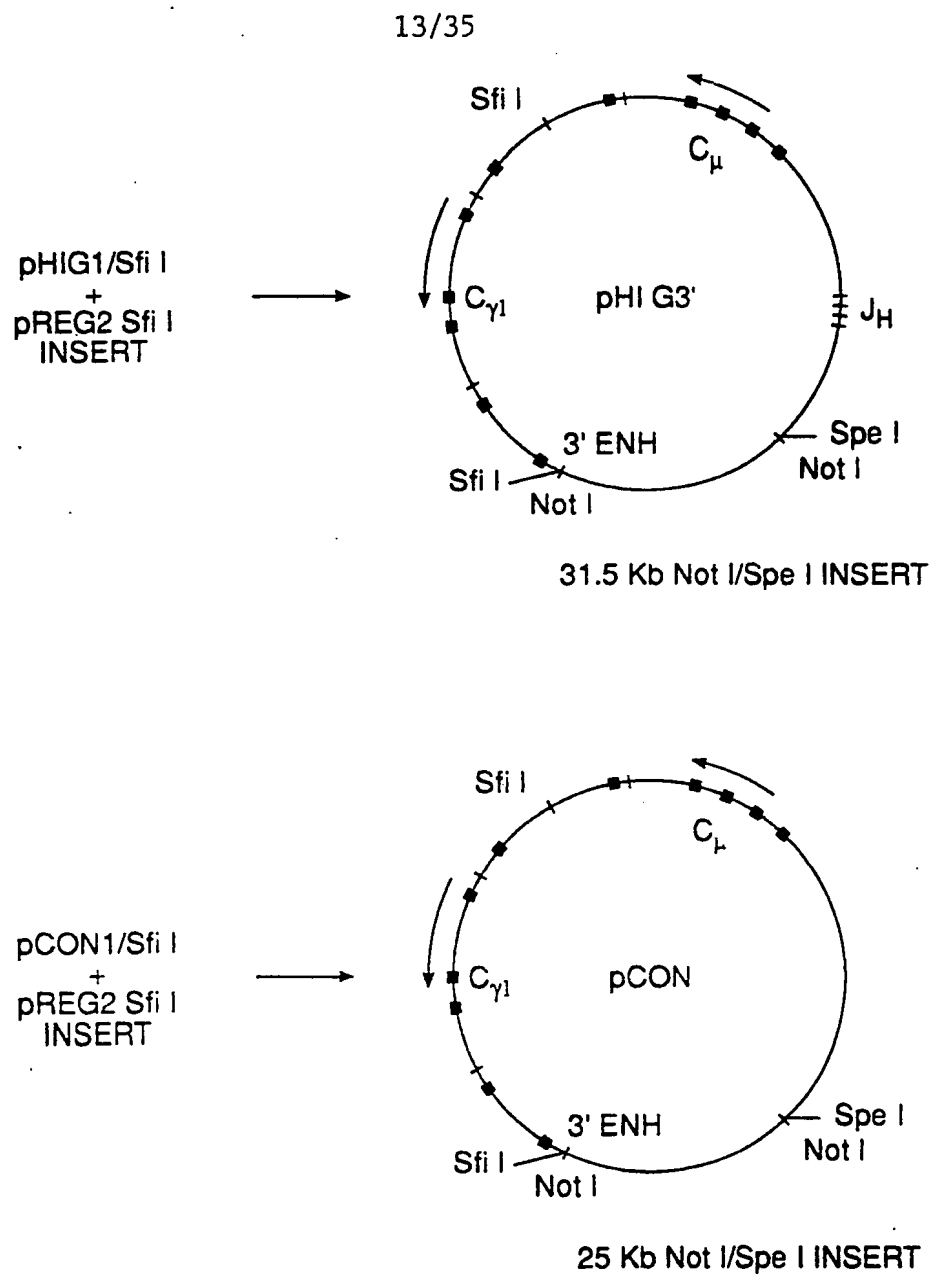 13/35
Sfi I
Cμ
pHIG1/Sfi I
+
pREG2 Sfi I
INSERT
Cγ1
pHI G3'
JH
3' ENH
Spe I
Not I
Sfi I
Not I
31.5 Kb Not I/Spe I INSERT
Sfi I
Cμ
pCON1/Sfi I
+
pREG2 Sfi I
INSERT
Cγ1
pCON
3' ENH
Spe I
Not I
Sfi I
Not I
25 Kb Not I/Spe I INSERT